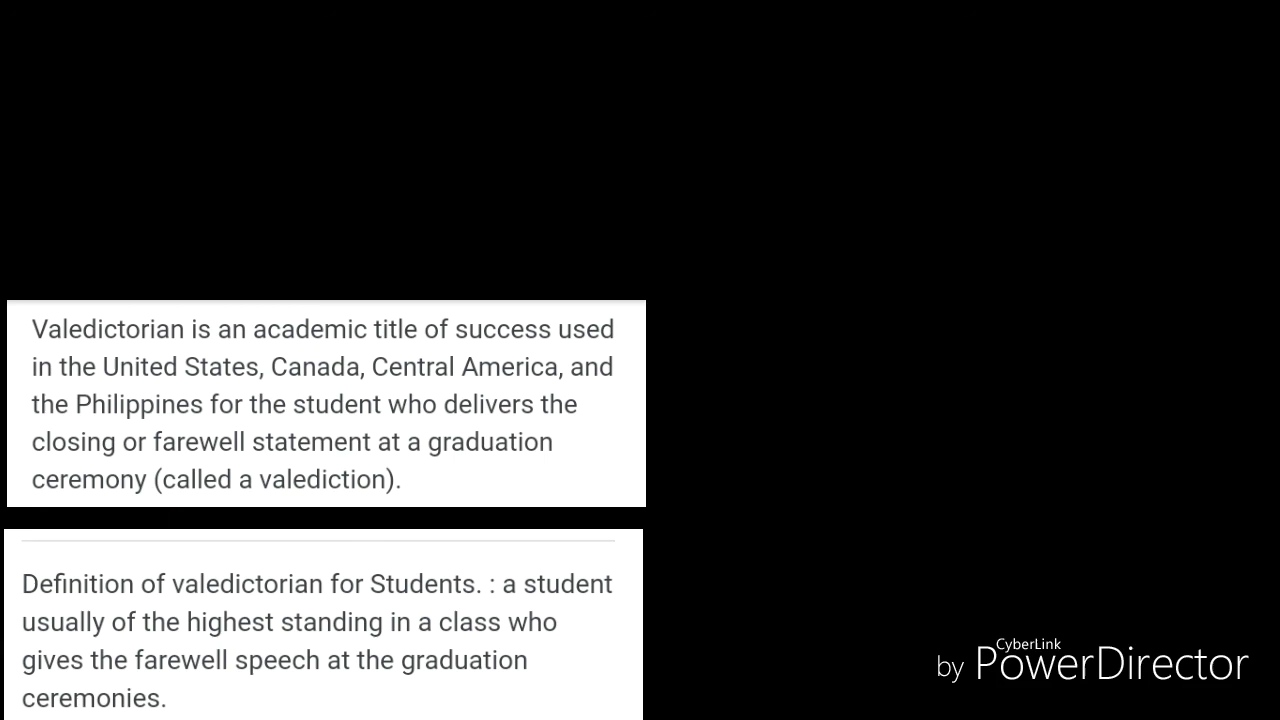 Valedictorian is an academic title of success used
in the United States, Canada, Central America, and
the Philippines for the student who delivers the
closing or farewell statement at a graduation
ceremony (called a valediction).
Definition of valedictorian for Students. : a student
usually of the highest standing in a class who
gives the farewell speech at the graduation
ceremonies.
CyberLink
by PowerDirector